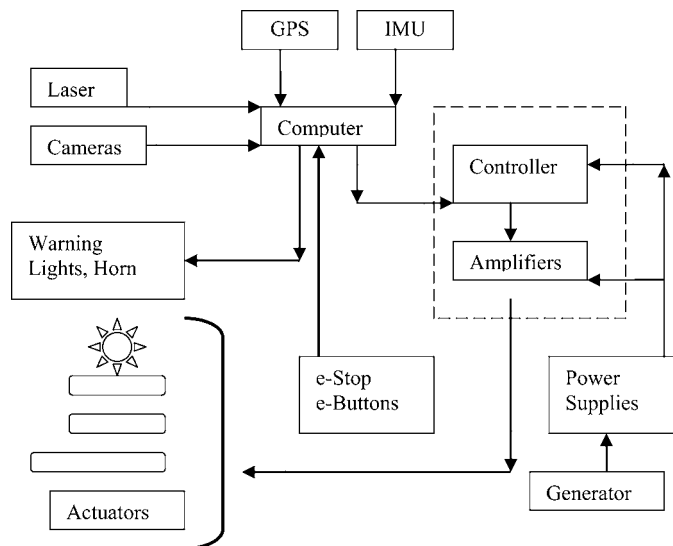 GPS
IMU
Laser
Computer
Cameras
Controller
Warning
Lights, Horn
Amplifiers
e-Stop
e-Buttons
Power
Supplies
Actuators
Generator